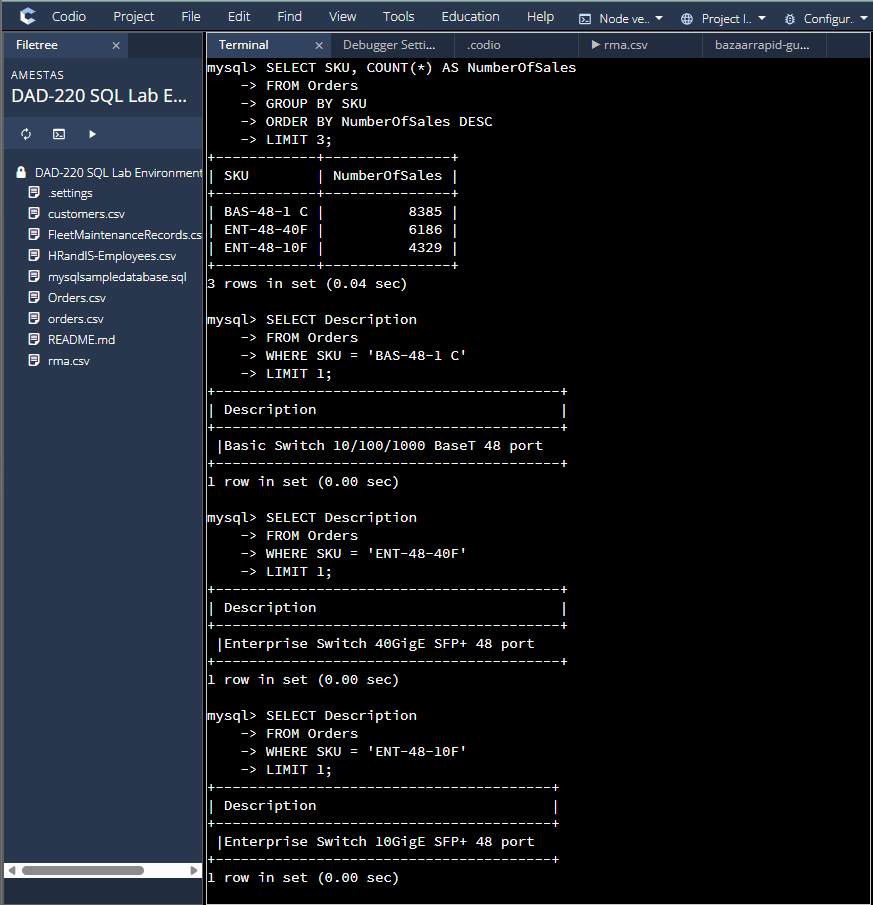 Codio Project File Edit Find View Tools Education Help Node ve.. Project I.. Configur.
Filetree × Terminal × Debugger Setti... .codio rma.csv bazaarrapid-gu...
AMESTAS
DAD-220 SQL Lab E...
DAD-220 SQL Lab Environment
.settings
customers.csv
FleetMaintenanceRecords.cs
HRandIS-Employees.csv
mysqlsampledatabase.sql
Orders.csv
orders.csv
README.md
rma.csv
mysql> SELECT SKU, COUNT(*) AS NumberOfSales
-> FROM Orders
-> GROUP BY SKU
-> ORDER BY NumberOfSales DESC
-> LIMIT 3;
+------------+---------------+
| SKU | NumberOfSales |
+------------+---------------+
| BAS-48-1 C | 8385 |
| ENT-48-40F | 6186 |
| ENT-48-10F | 4329 |
+------------+---------------+
3 rows in set (0.04 sec)
mysql> SELECT Description
-> FROM Orders
-> WHERE SKU = 'BAS-48-1 C'
-> LIMIT 1;
+-----------------------------------------+
| Description |
+-----------------------------------------+
|Basic Switch 10/100/1000 BaseT 48 port
+-----------------------------------------+
1 row in set (0.00 sec)
mysql> SELECT Description
-> FROM Orders
-> WHERE SKU = 'ENT-48-40F'
-> LIMIT 1;
+-----------------------------------------+
| Description |
+-----------------------------------------+
|Enterprise Switch 40GigE SFP+ 48 port
+-----------------------------------------+
1 row in set (0.00 sec)
mysql> SELECT Description
-> FROM Orders
-> WHERE SKU = 'ENT-48-10F'
-> LIMIT 1;
+----------------------------------------+
| Description |
+----------------------------------------+
|Enterprise Switch 10GigE SFP+ 48 port
+----------------------------------------+
1 row in set (0.00 sec)